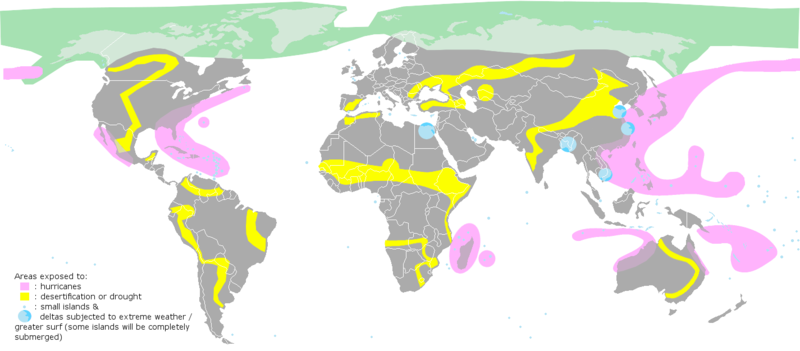 Areas exposed to:
: hurricanes
: desertification or drought
: small islands &
deltas subjected to extreme weather /
greater surf (some islands will be completely
submerged)